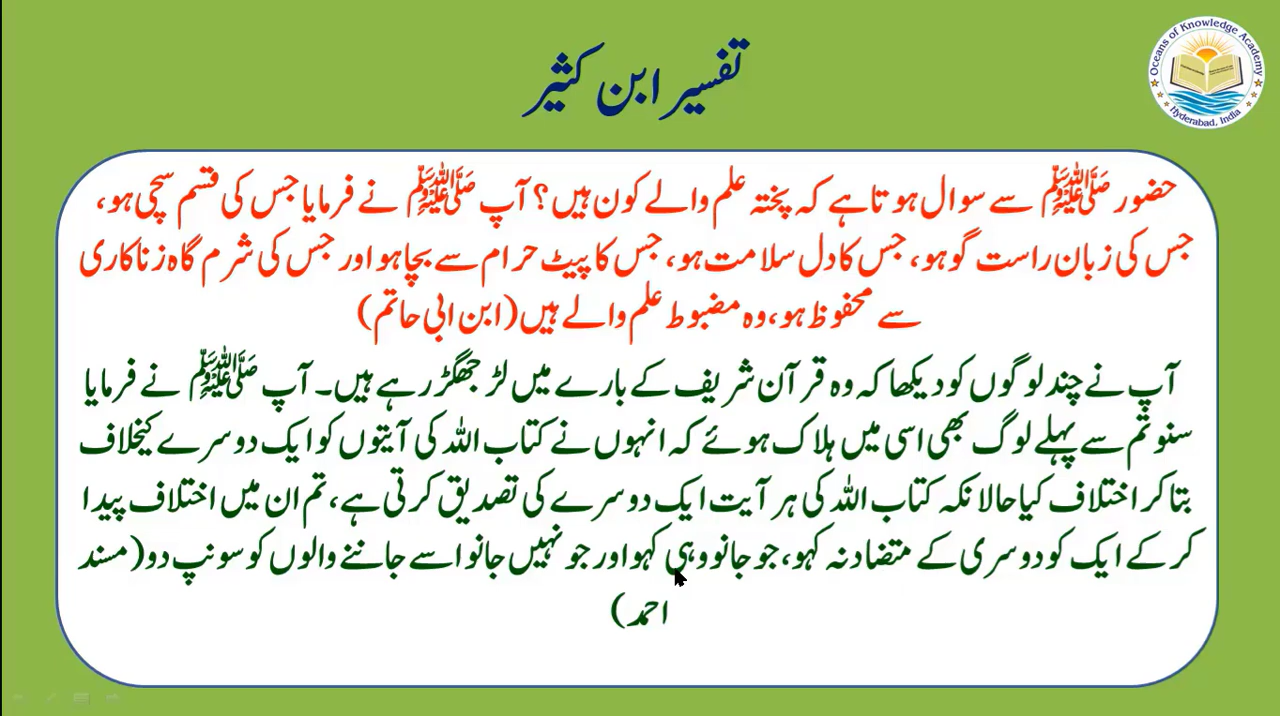 تفسیر ابن کثیر
Oceans of Knowledge Academy
Hyderabad, India
حضور ﷺ سے سوال ہوتا ہے کہ پختہ علم والے کون ہیں؟ آپ ﷺ نے فرمایا جس کی قسم سچی ہو،
جس کی زبان راست گو ہو، جس کا دل سلامت ہو، جس کا پیٹ حرام سے بچا ہو اور جس کی شرم گاہ زناکاری
سے محفوظ ہو، وہ مضبوط علم والے ہیں (ابن ابی حاتم)
آپ نے چند لوگوں کو دیکھا کہ وہ قرآن شریف کے بارے میں لڑ جھگڑ رہے ہیں۔ آپ ﷺ نے فرمایا
سنو تم سے پہلے لوگ بھی اسی میں ہلاک ہوئے کہ انہوں نے کتاب اللہ کی آیتوں کو ایک دوسرے کیخلاف
بتا کر اختلاف کیا حالانکہ کتاب اللہ کی ہر آیت ایک دوسرے کی تصدیق کرتی ہے، تم ان میں اختلاف پیدا
کر کے ایک کو دوسری کے متضاد نہ کہو، جو جانو وہی کہو اور جو نہیں جانو اسے جاننے والوں کو سونپ دو (مسند
احمد)